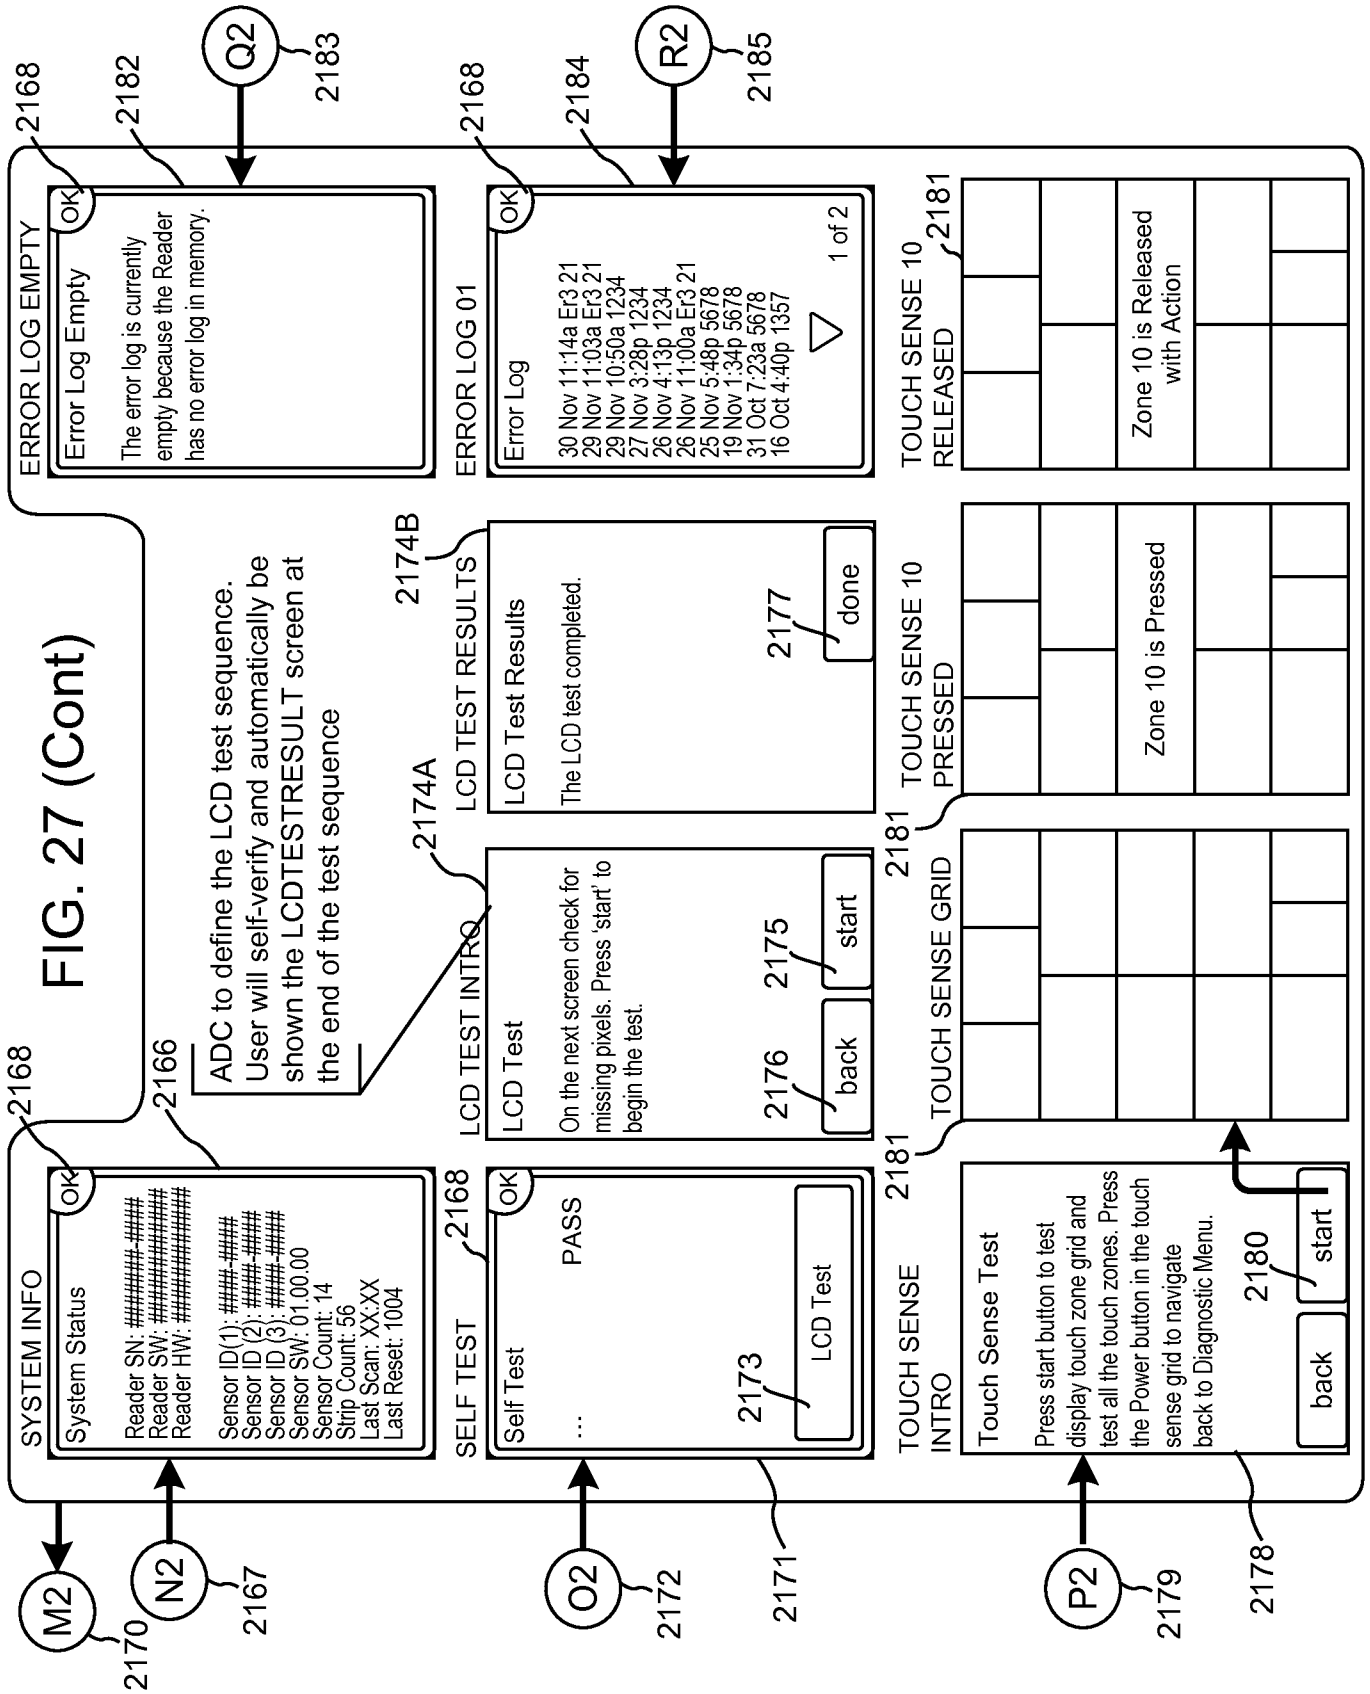 FIG. 27 (Cont)
M2
2170
N2
2167
SYSTEM INFO
2168
OK
System Status
Reader SN: #######-####
Reader SW: ############
Reader HW: ############
Sensor ID(1): ####-####
Sensor ID (2): ####-####
Sensor ID (3): ####-####
Sensor SW: 01.00.00
Sensor Count: 14
Strip Count: 56
Last Scan: XX:XX
Last Reset: 1004
2166
ADC to define the LCD test sequence.
User will self-verify and automatically be
shown the LCDTESTRESULT screen at
the end of the test sequence
ERROR LOG EMPTY
2168
OK
Error Log Empty
The error log is currently
empty because the Reader
has no error log in memory.
2182
Q2
2183
O2
2172
2171
SELF TEST
2168
OK
Self Test
...
PASS
2173
LCD Test
LCD TEST INTRO
2174A
LCD Test
On the next screen check for
missing pixels. Press 'start' to
begin the test.
2176
2175
back
start
LCD TEST RESULTS
2174B
LCD Test Results
The LCD test completed.
2177
done
ERROR LOG 01
2168
OK
Error Log
30 Nov 11:14a Er3 21
29 Nov 11:03a Er3 21
29 Nov 10:50a 1234
27 Nov 3:28p 1234
26 Nov 4:13p 1234
26 Nov 11:00a Er3 21
25 Nov 5:48p 5678
19 Nov 1:34p 5678
31 Oct 7:23a 5678
16 Oct 4:40p 1357
1 of 2
2184
R2
2185
P2
2179
2178
TOUCH SENSE
INTRO
Touch Sense Test
Press start button to test
display touch zone grid and
test all the touch zones. Press
the Power button in the touch
sense grid to navigate
back to Diagnostic Menu.
2180
back
start
2181
TOUCH SENSE GRID
2181
TOUCH SENSE 10
PRESSED
Zone 10 is Pressed
TOUCH SENSE 10
RELEASED
2181
Zone 10 is Released
with Action